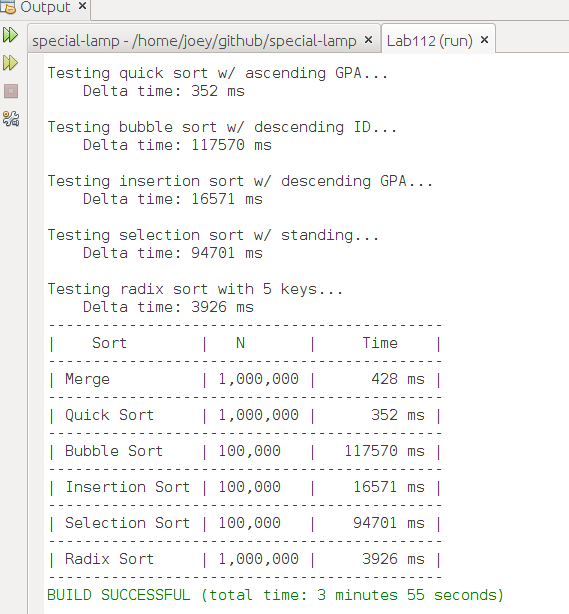 Output ×
special-lamp - /home/joey/github/special-lamp × Lab112 (run) ×
Testing quick sort w/ ascending GPA...
    Delta time: 352 ms
Testing bubble sort w/ descending ID...
    Delta time: 117570 ms
Testing insertion sort w/ descending GPA...
    Delta time: 16571 ms
Testing selection sort w/ standing...
    Delta time: 94701 ms
Testing radix sort with 5 keys...
    Delta time: 3926 ms
------------------------------------------
|    Sort        |   N       |     Time    |
------------------------------------------
| Merge          | 1,000,000 |      428 ms |
------------------------------------------
| Quick Sort     | 1,000,000 |      352 ms |
------------------------------------------
| Bubble Sort    | 100,000   |   117570 ms |
------------------------------------------
| Insertion Sort | 100,000   |    16571 ms |
------------------------------------------
| Selection Sort | 100,000   |    94701 ms |
------------------------------------------
| Radix Sort     | 1,000,000 |     3926 ms |
------------------------------------------
BUILD SUCCESSFUL (total time: 3 minutes 55 seconds)